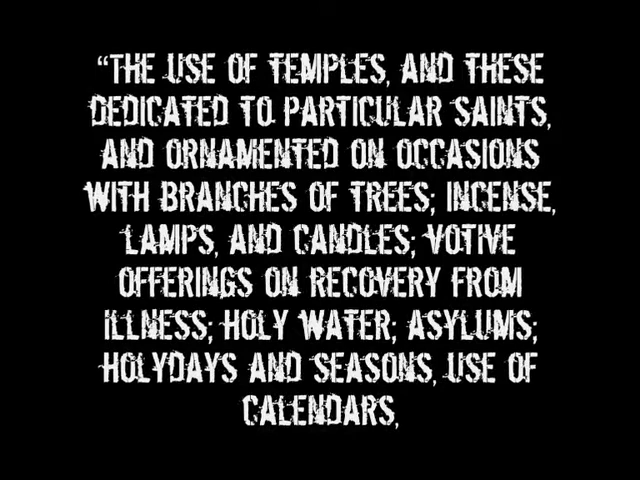 “THE USE OF TEMPLES, AND THESE
DEDICATED TO PARTICULAR SAINTS,
AND ORNAMENTED ON OCCASIONS
WITH BRANCHES OF TREES; INCENSE,
LAMPS, AND CANDLES; VOTIVE
OFFERINGS ON RECOVERY FROM
ILLNESS; HOLY WATER; ASYLUMS;
HOLYDAYS AND SEASONS, USE OF
CALENDARS,